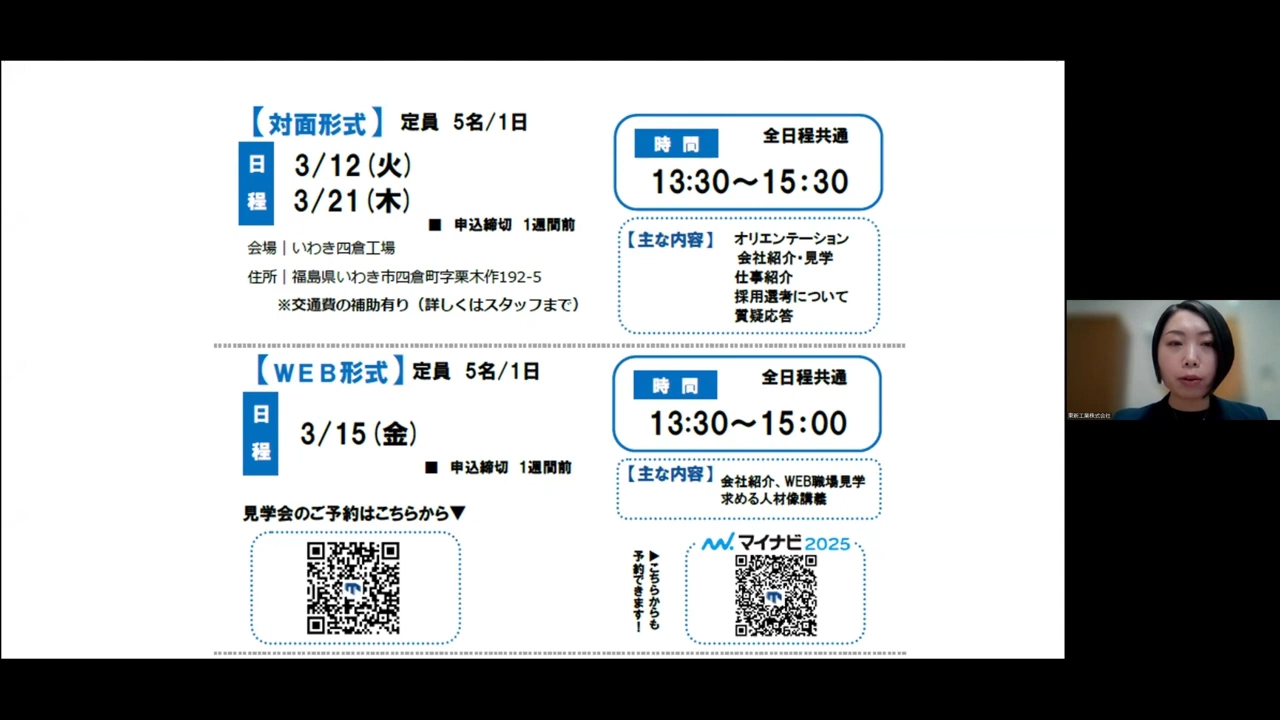 【対面形式】 定員 5名/1日
日程
3/12(火)
3/21(木)
■ 申込締切 1週間前
会場｜いわき四倉工場
住所｜福島県いわき市四倉町字栗木作192-5
※交通費の補助有り（詳しくはスタッフまで）
時間 全日程共通
13:30～15:30
【主な内容】 オリエンテーション
会社紹介・見学
仕事紹介
採用選考について
質疑応答
【WEB形式】 定員 5名/1日
日程
3/15(金)
■ 申込締切 1週間前
時間 全日程共通
13:30～15:00
【主な内容】 会社紹介、WEB職場見学
求める人材像講義
見学会のご予約はこちらから▼
▶こちらからも
予約できます！
マイナビ2025
東新工業株式会社